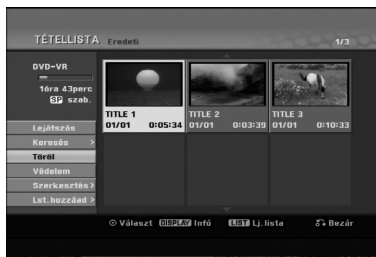 TÉTELLISTA Eredeti 1/3
DVD-VR
1óra 43perc
SP szab.
Lejátszás
Keresés >
Töröl
Védelem
Szerkesztés >
Lst.hozzáad >
TITLE 1
01/01 0:05:34
TITLE 2
01/01 0:03:39
TITLE 3
01/01 0:10:33
Választ DISPLAY Infó LIST Lj.lista Bezár